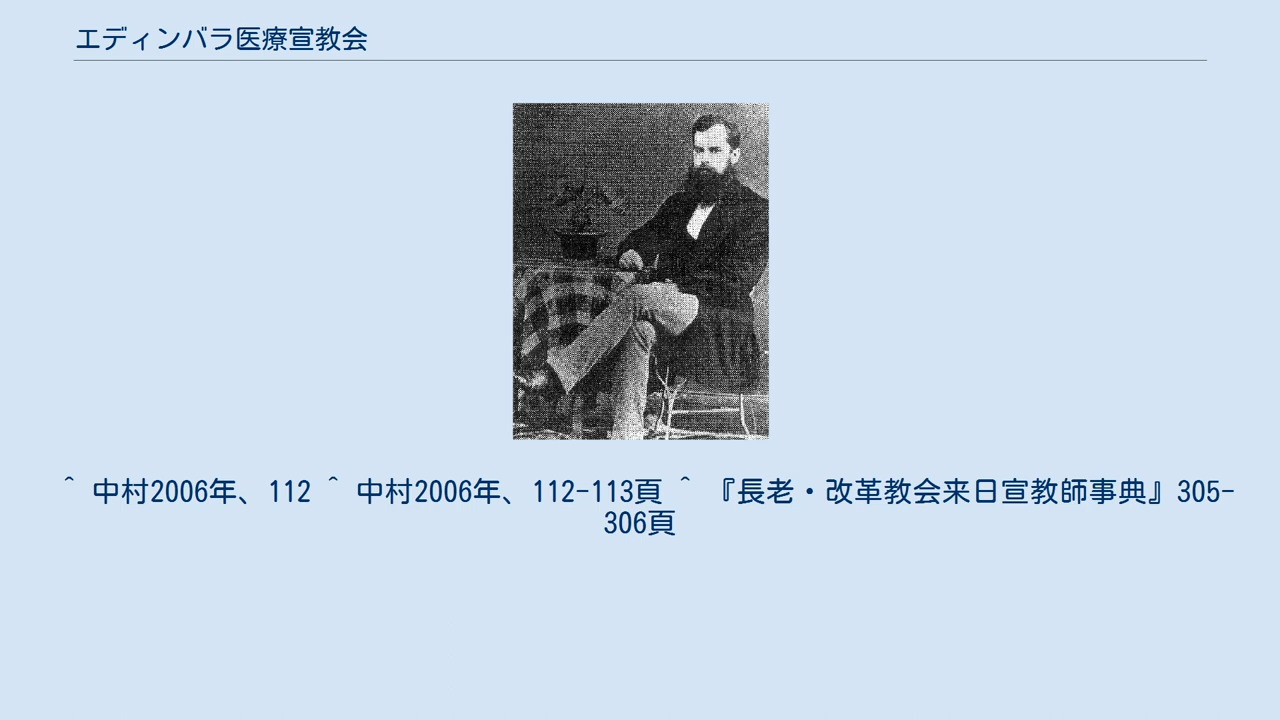 エディンバラ医療宣教会
^ 中村2006年、112 ^ 中村2006年、112-113頁 ^ 『長老・改革教会来日宣教師事典』305-
306頁